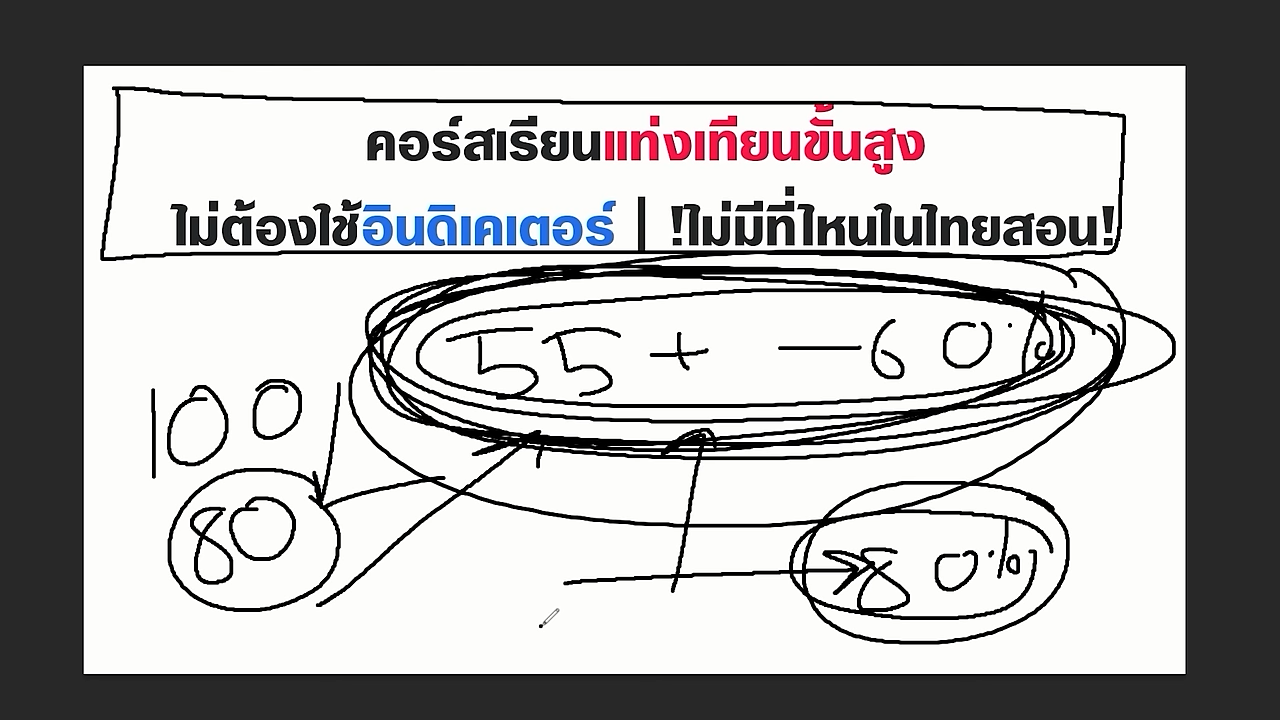 คอร์สเรียนแท่งเทียนขั้นสูง
ไม่ต้องใช้อินดิเคเตอร์ | !ไม่มีที่ไหนในไทยสอน!
55+ - 60%
100
80
80%